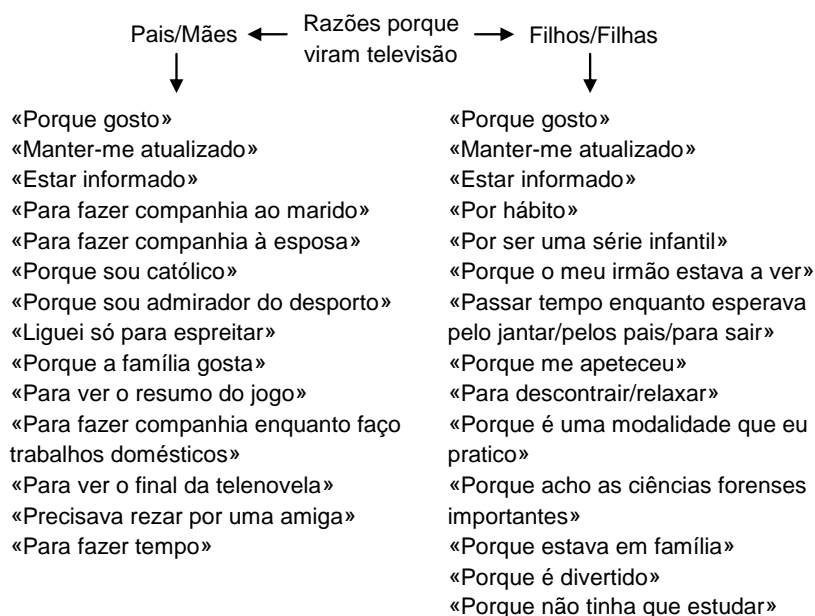 Razões porque
viram televisão
Pais/Mães
Filhos/Filhas
«Porque gosto»
«Manter-me atualizado»
«Estar informado»
«Para fazer companhia ao marido»
«Para fazer companhia à esposa»
«Porque sou católico»
«Porque sou admirador do desporto»
«Liguei só para espreitar»
«Porque a família gosta»
«Para ver o resumo do jogo»
«Para fazer companhia enquanto faço
trabalhos domésticos»
«Para ver o final da telenovela»
«Precisava rezar por uma amiga»
«Para fazer tempo»
«Porque gosto»
«Manter-me atualizado»
«Estar informado»
«Por hábito»
«Por ser uma série infantil»
«Porque o meu irmão estava a ver»
«Passar tempo enquanto esperava
pelo jantar/pelos pais/para sair»
«Porque me apeteceu»
«Para descontrair/relaxar»
«Porque é uma modalidade que eu
pratico»
«Porque acho as ciências forenses
importantes»
«Porque estava em família»
«Porque é divertido»
«Porque não tinha que estudar»